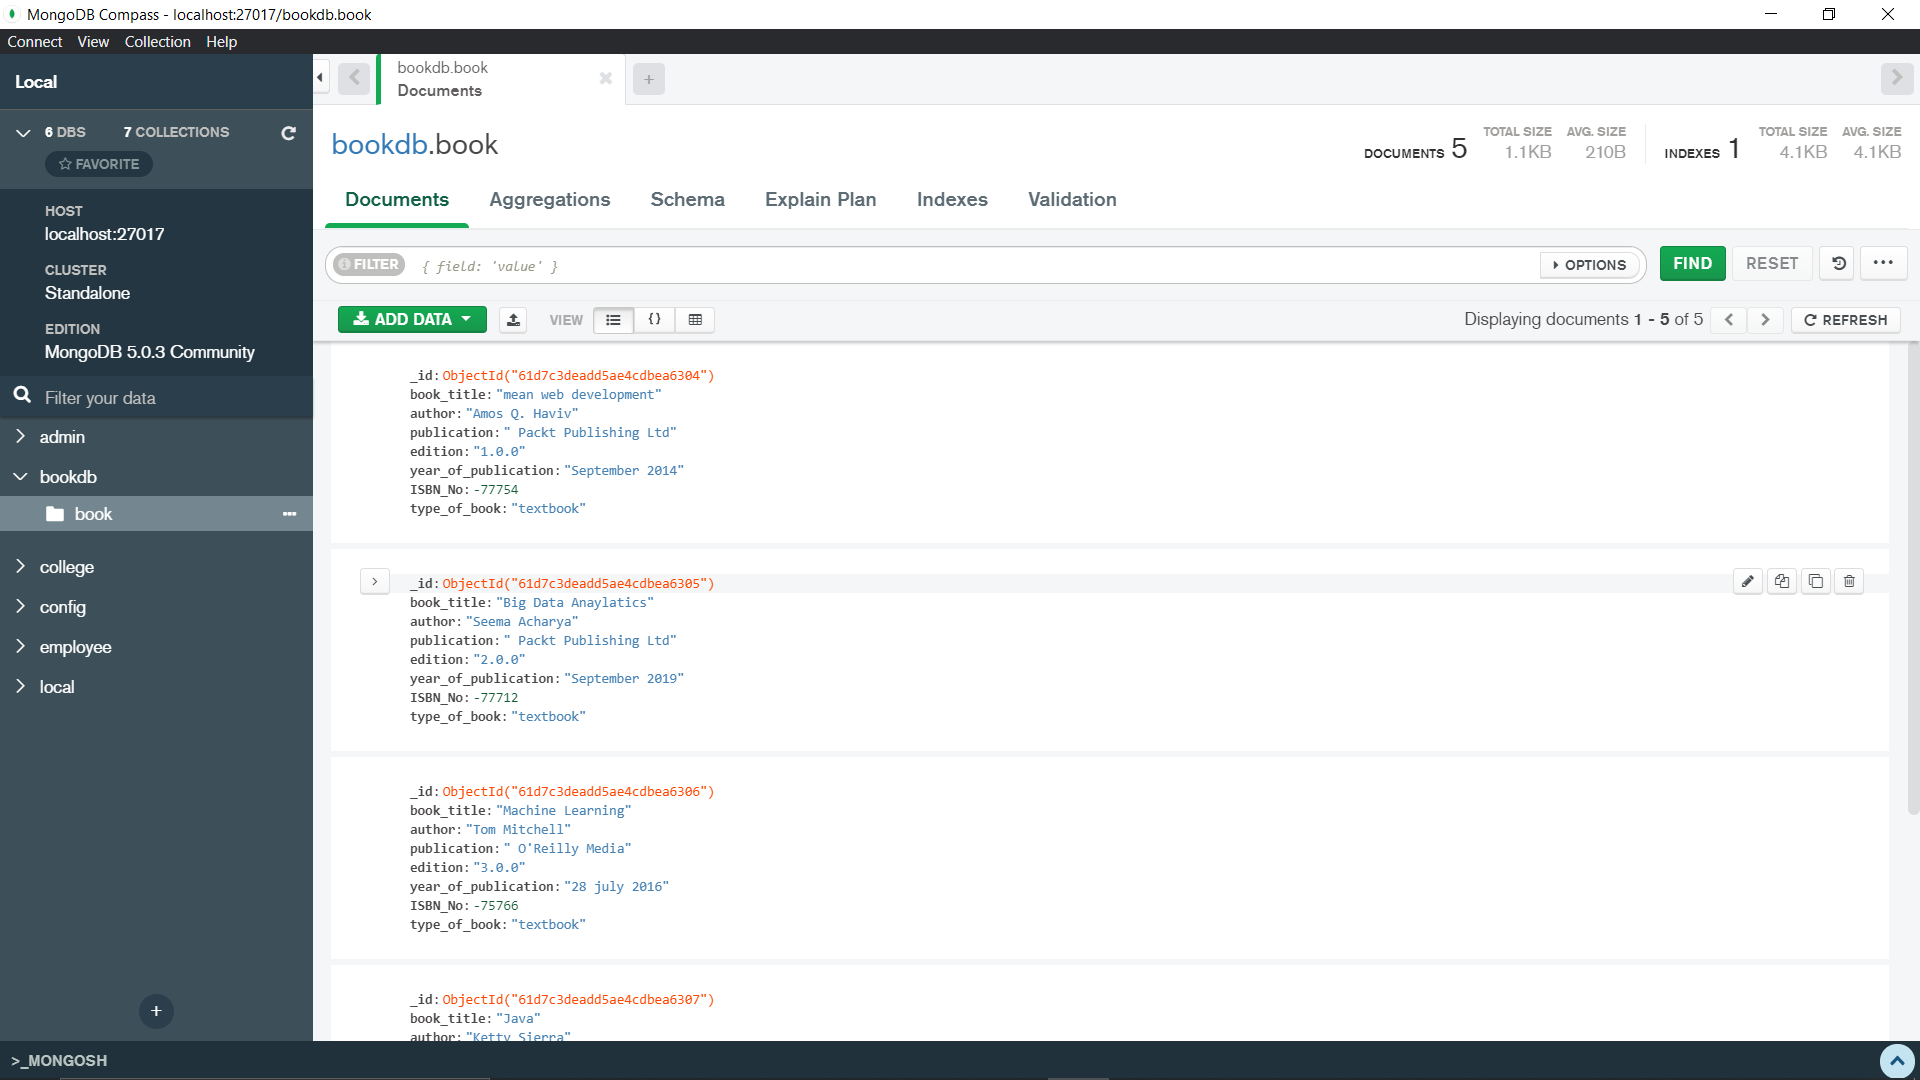 MongoDB Compass - localhost:27017/bookdb.book
Connect View Collection Help
Local
6 DBS 7 COLLECTIONS
FAVORITE
HOST
localhost:27017
CLUSTER
Standalone
EDITION
MongoDB 5.0.3 Community
Filter your data
admin
bookdb
book
college
config
employee
local
bookdb.book
Documents
bookdb.book
DOCUMENTS 5
TOTAL SIZE
1.1KB
AVG. SIZE
210B
INDEXES 1
TOTAL SIZE
4.1KB
AVG. SIZE
4.1KB
Documents Aggregations Schema Explain Plan Indexes Validation
FILTER { field: 'value' } OPTIONS FIND RESET
ADD DATA VIEW { } Displaying documents 1 - 5 of 5 REFRESH
_id: ObjectId("61d7c3deadd5ae4cdbea6304")
book_title: "mean web development"
author: "Amos Q. Haviv"
publication: " Packt Publishing Ltd"
edition: "1.0.0"
year_of_publication: "September 2014"
ISBN_No: -77754
type_of_book: "textbook"
_id: ObjectId("61d7c3deadd5ae4cdbea6305")
book_title: "Big Data Anaylatics"
author: "Seema Acharya"
publication: " Packt Publishing Ltd"
edition: "2.0.0"
year_of_publication: "September 2019"
ISBN_No: -77712
type_of_book: "textbook"
_id: ObjectId("61d7c3deadd5ae4cdbea6306")
book_title: "Machine Learning"
author: "Tom Mitchell"
publication: " O'Reilly Media"
edition: "3.0.0"
year_of_publication: "28 july 2016"
ISBN_No: -75766
type_of_book: "textbook"
_id: ObjectId("61d7c3deadd5ae4cdbea6307")
book_title: "Java"
author: "Ketty Sierra"
>_MONGOSH